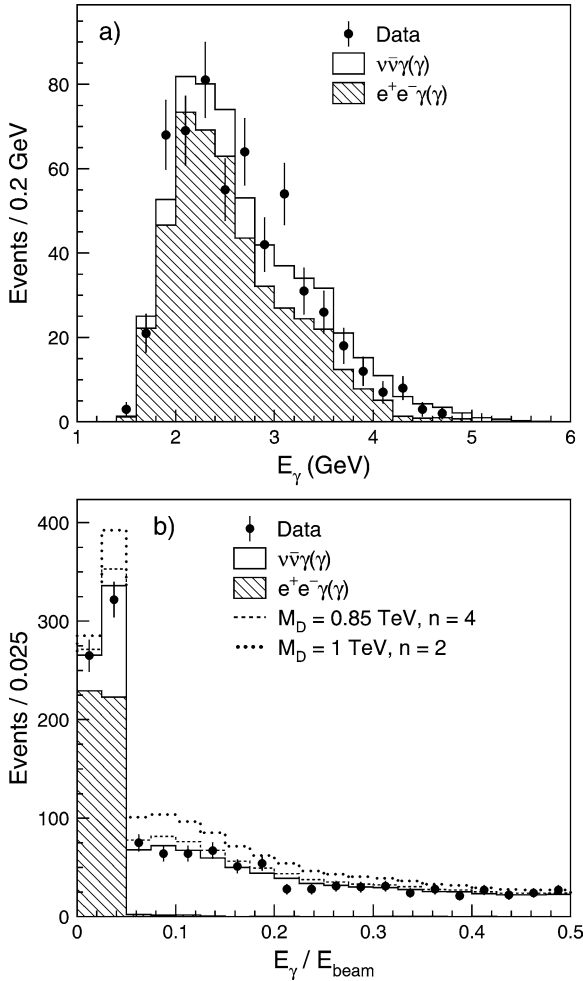 a)
Data
νν̄γ(γ)
e⁺e⁻γ(γ)
Events / 0.2 GeV
80
60
40
20
0
1 2 3 4 5 6
Eγ (GeV)
b)
Data
νν̄γ(γ)
e⁺e⁻γ(γ)
M_D = 0.85 TeV, n = 4
M_D = 1 TeV, n = 2
Events / 0.025
400
300
200
100
0
0 0.1 0.2 0.3 0.4 0.5
Eγ / E_beam